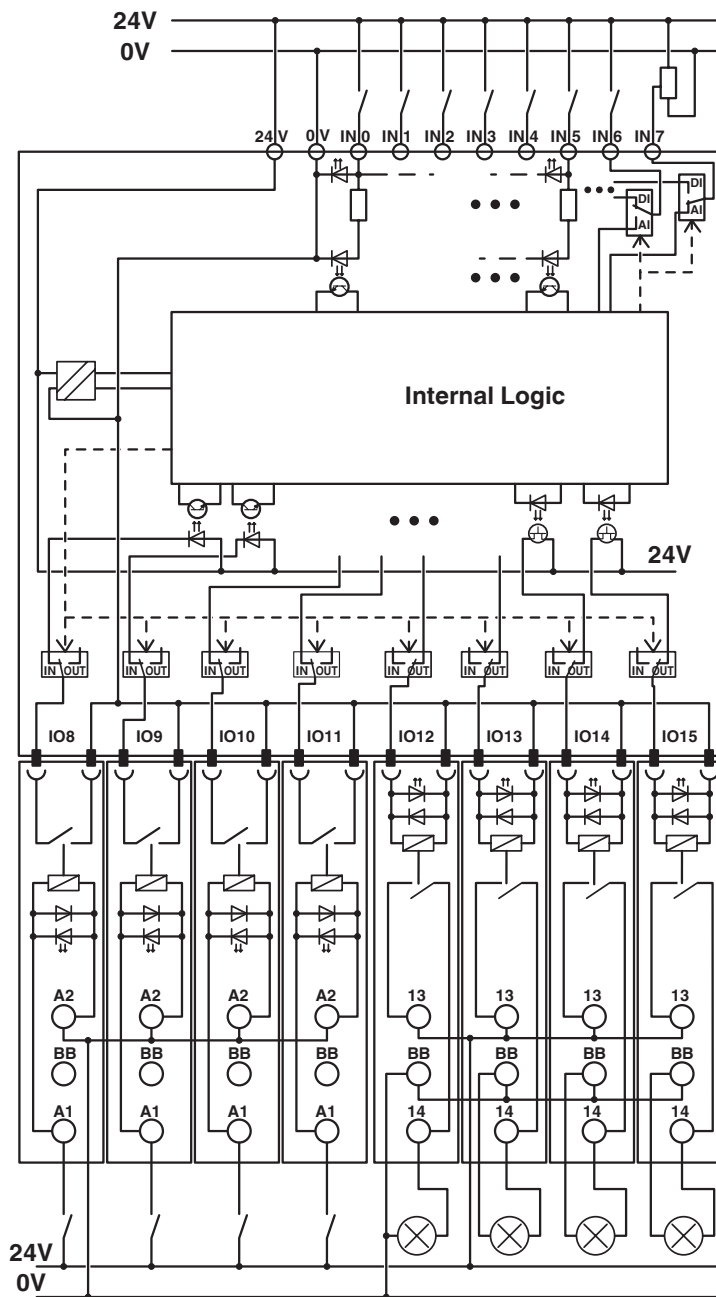 24V
0V
24 V 0 V IN 0 IN 1 IN 2 IN 3 IN 4 IN 5 IN 6 IN 7
DI
DI
AI
AI
Internal Logic
24V
IN OUT IN OUT IN OUT IN OUT IN OUT IN OUT IN OUT IN OUT
IO8 IO9 IO10 IO11 IO12 IO13 IO14 IO15
A2 A2 A2 A2 13 13 13 13
BB BB BB BB BB BB BB BB
A1 A1 A1 A1 14 14 14 14
24V
0V